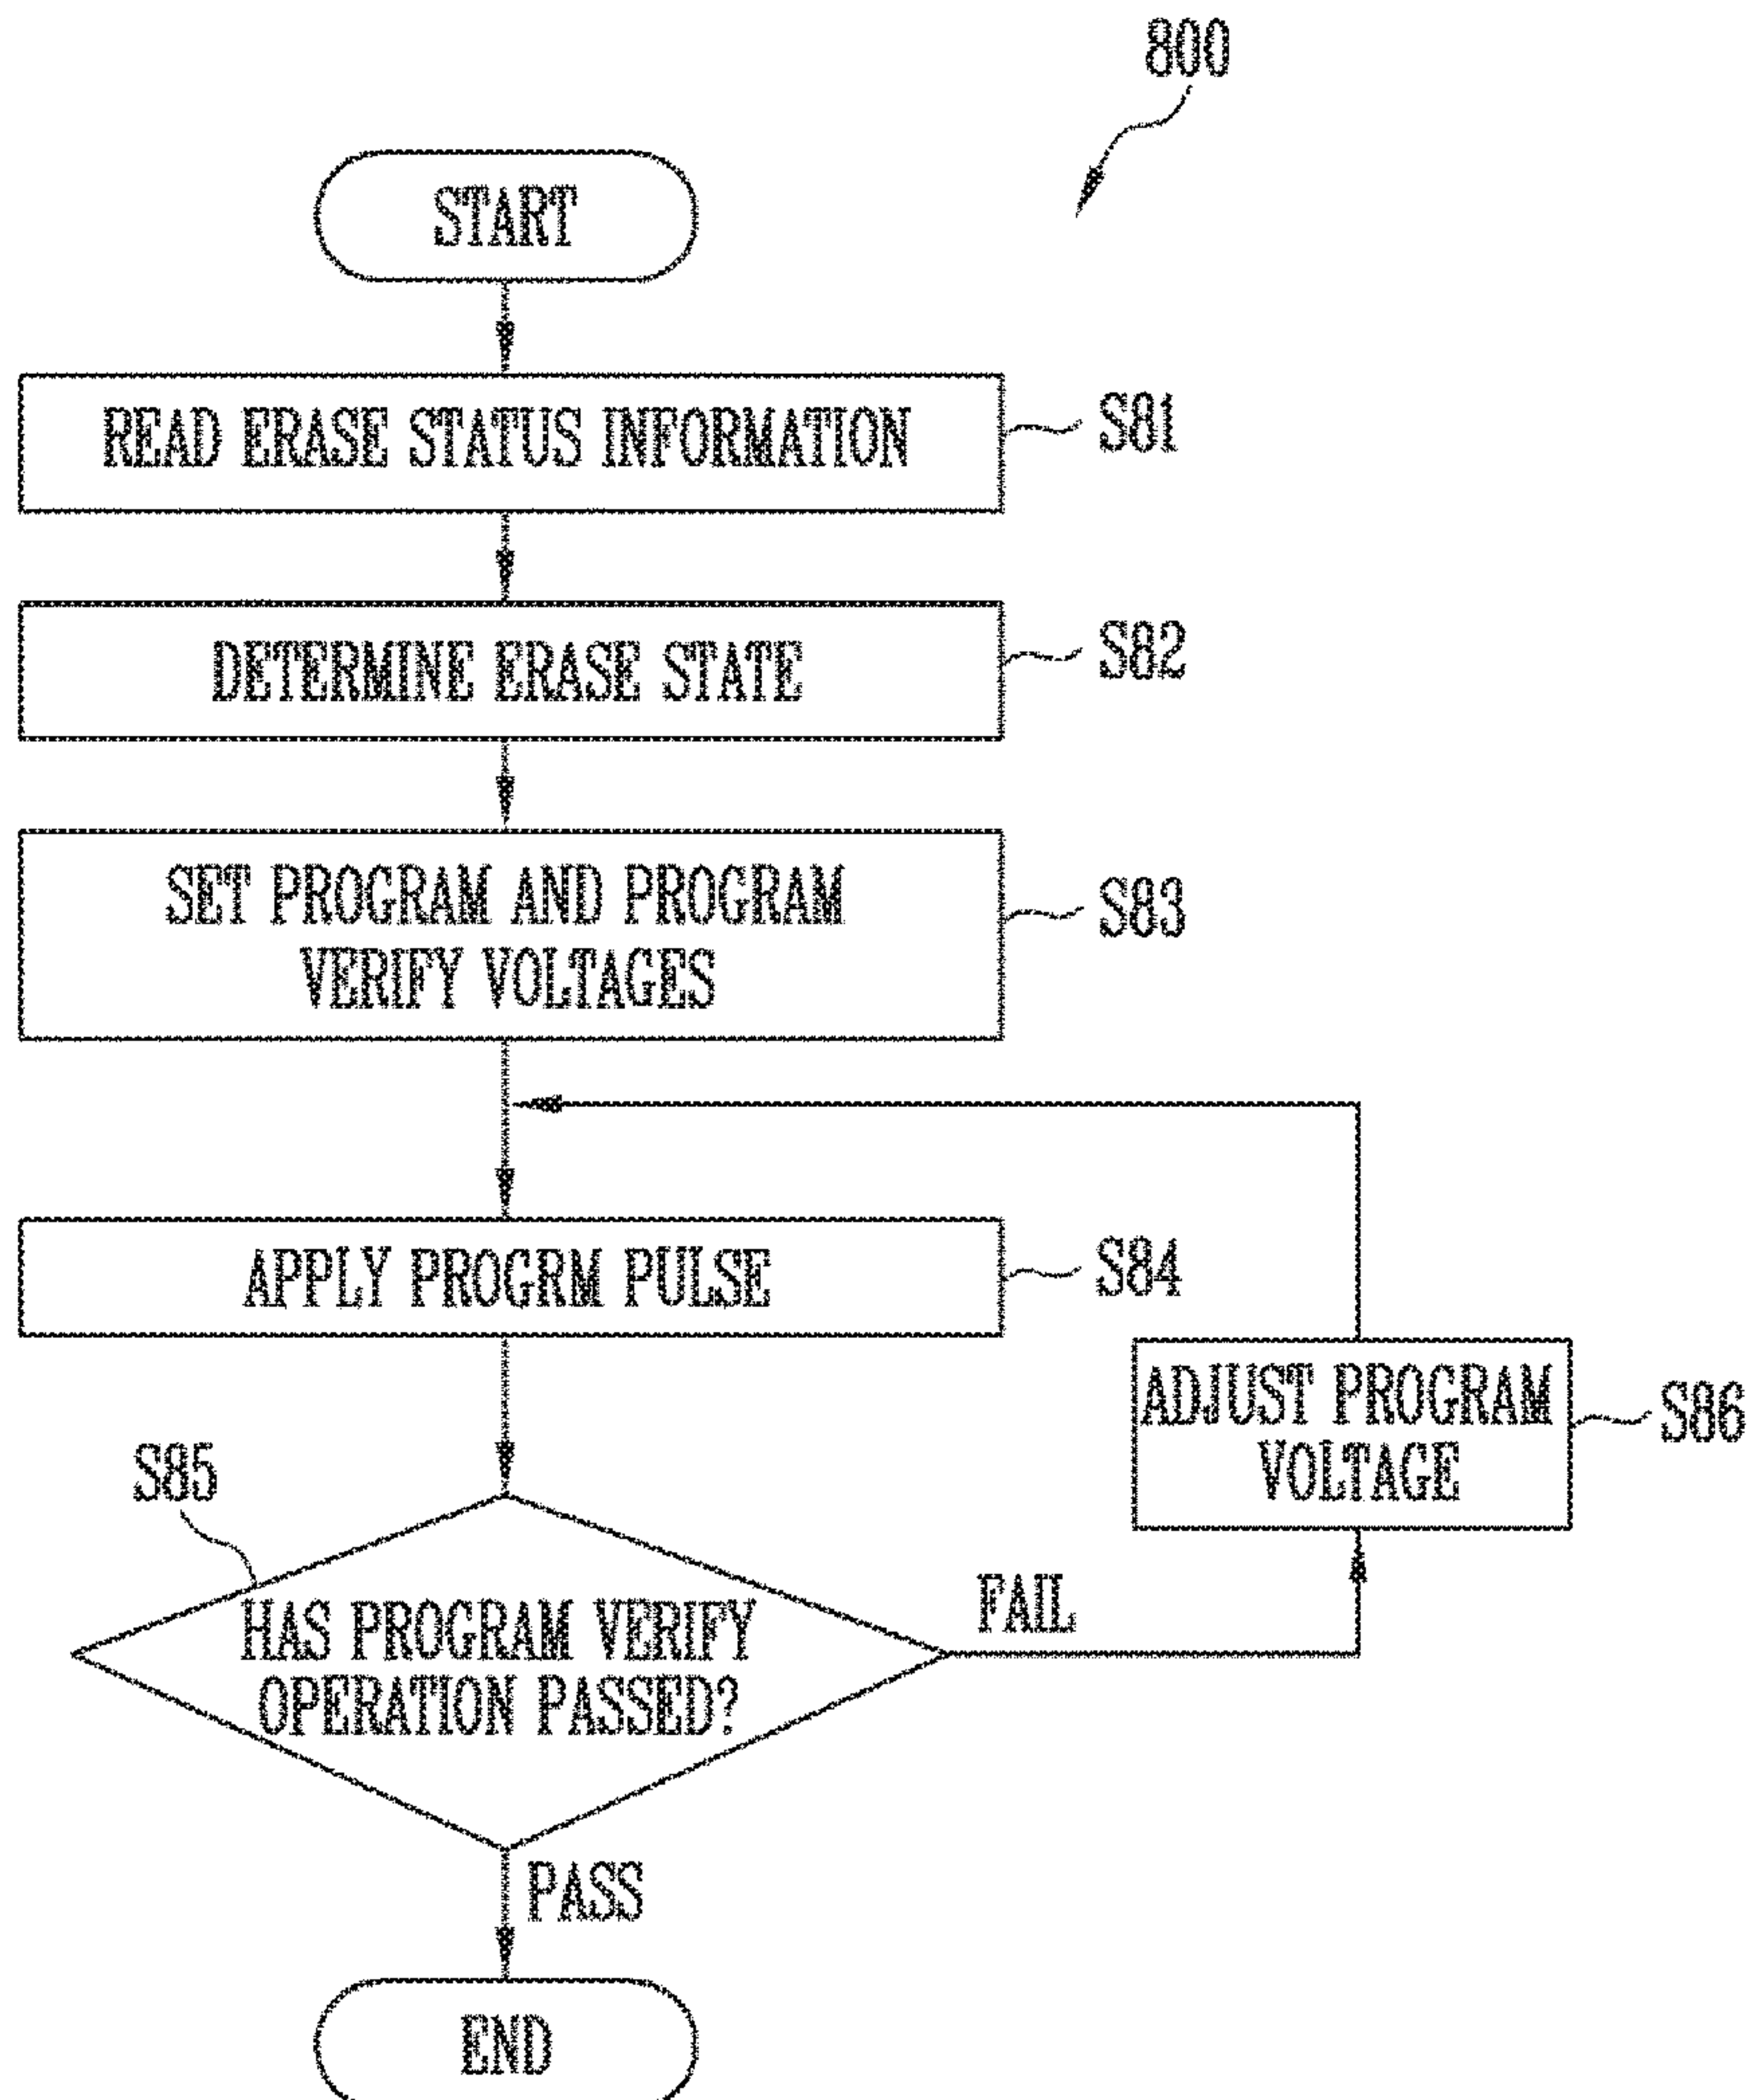 800
START
READ ERASE STATUS INFORMATION
S81
DETERMINE ERASE STATE
S82
SET PROGRAM AND PROGRAM
VERIFY VOLTAGES
S83
APPLY PROGRM PULSE
S84
ADJUST PROGRAM
VOLTAGE
S86
S85
HAS PROGRAM VERIFY
OPERATION PASSED?
FAIL
PASS
END